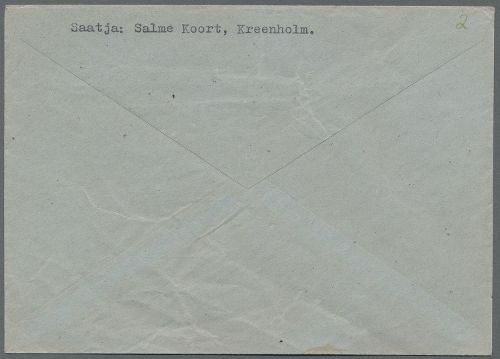 Saatja: Salme Koort, Kreenholm.
2